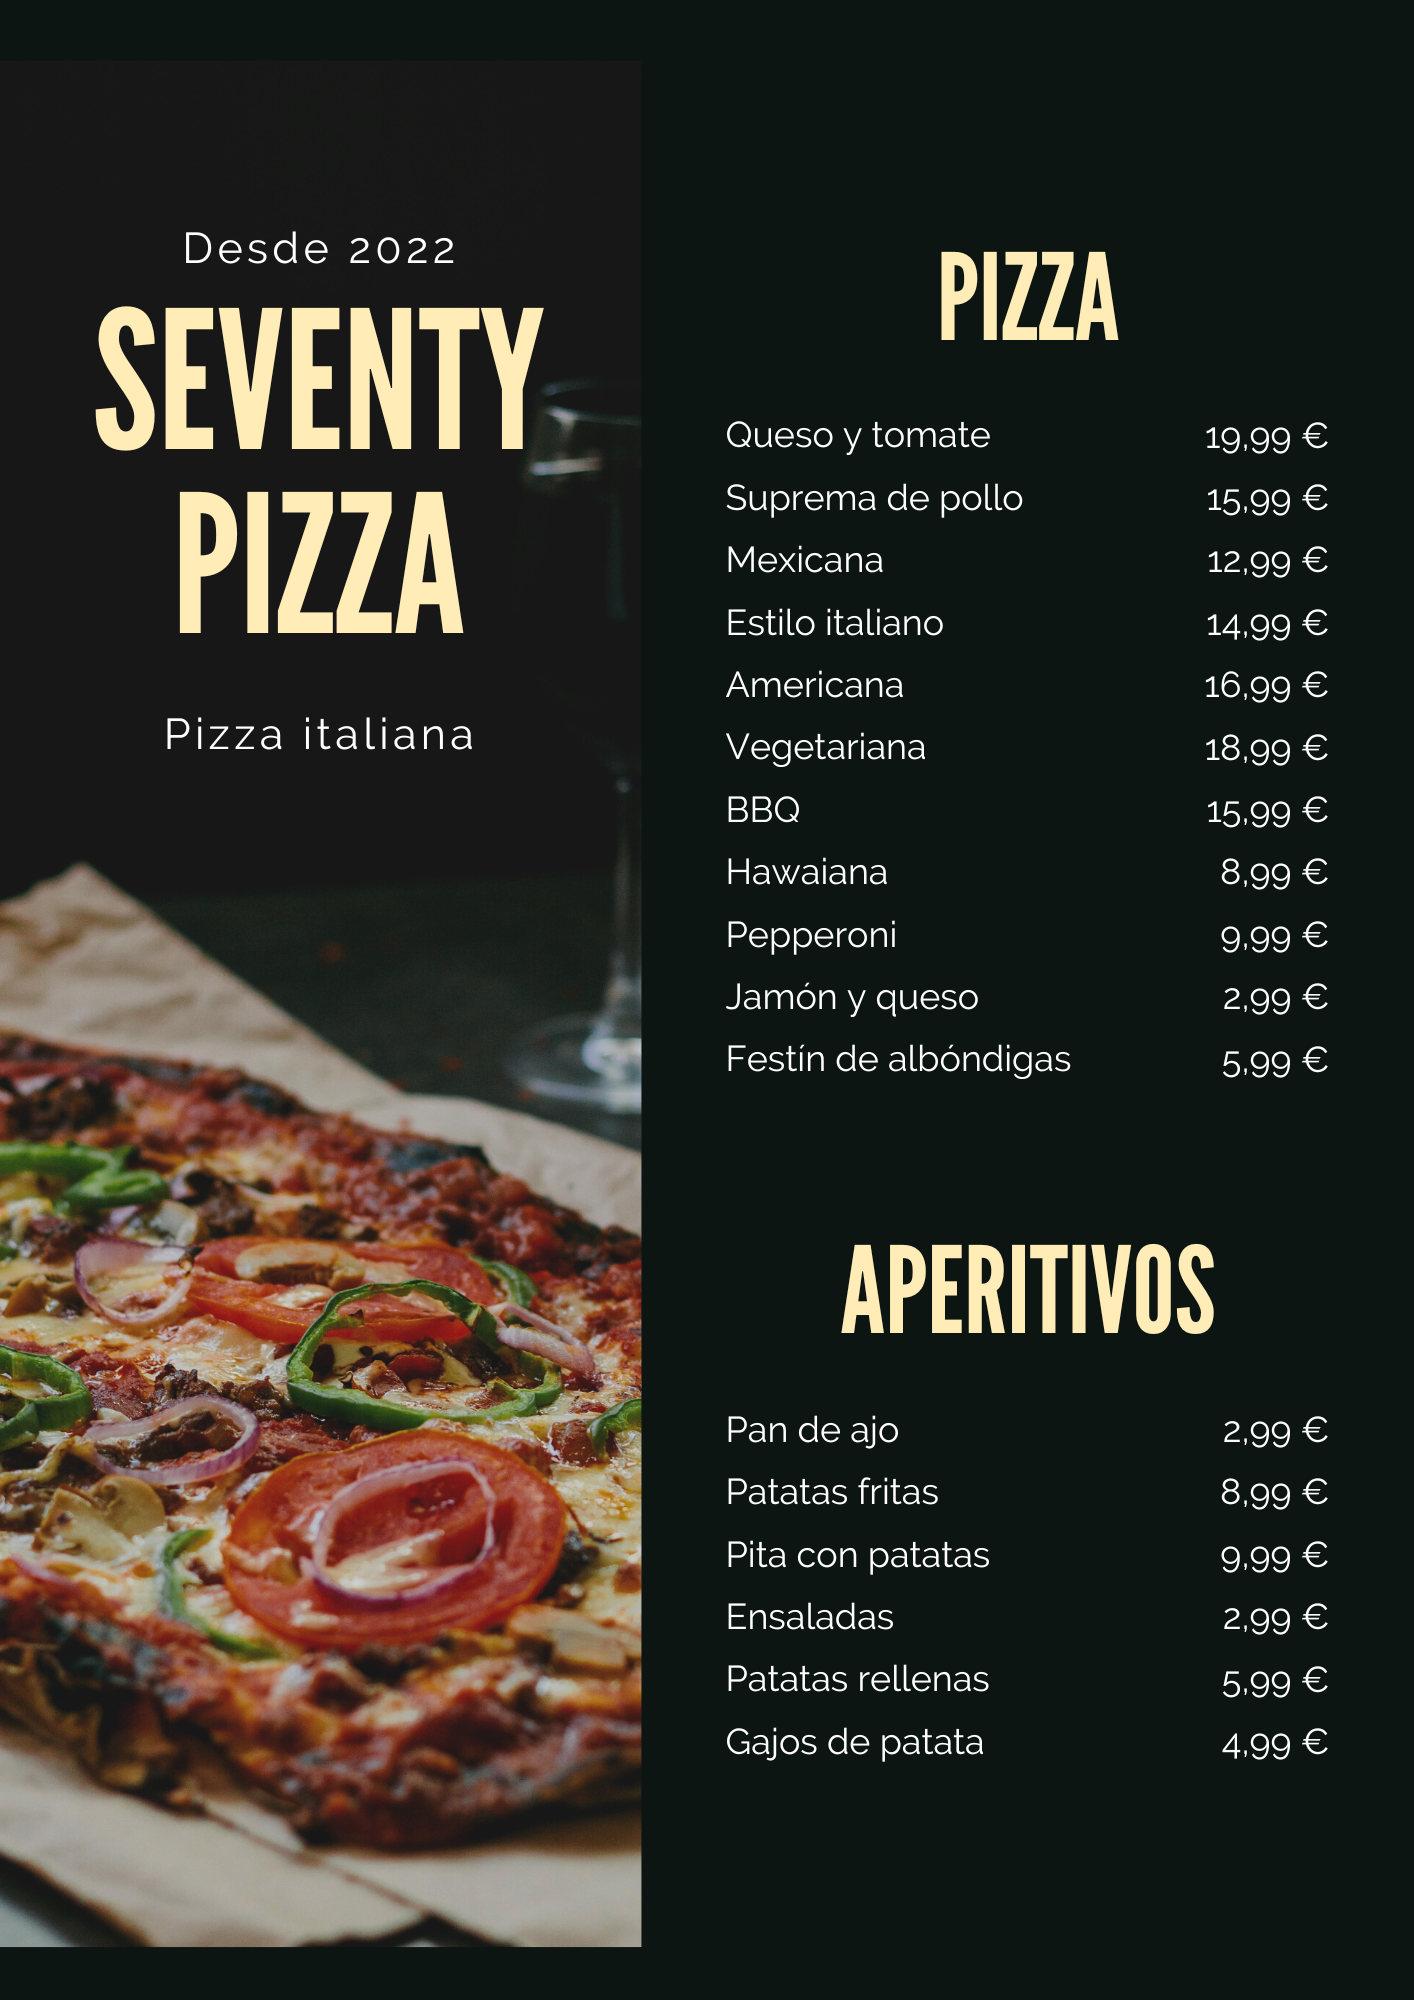 Desde 2022
SEVENTY
PIZZA
Pizza italiana
PIZZA
Queso y tomate 19,99 €
Suprema de pollo 15,99 €
Mexicana 12,99 €
Estilo italiano 14,99 €
Americana 16,99 €
Vegetariana 18,99 €
BBQ 15,99 €
Hawaiana 8,99 €
Pepperoni 9,99 €
Jamón y queso 2,99 €
Festín de albóndigas 5,99 €
APERITIVOS
Pan de ajo 2,99 €
Patatas fritas 8,99 €
Pita con patatas 9,99 €
Ensaladas 2,99 €
Patatas rellenas 5,99 €
Gajos de patata 4,99 €